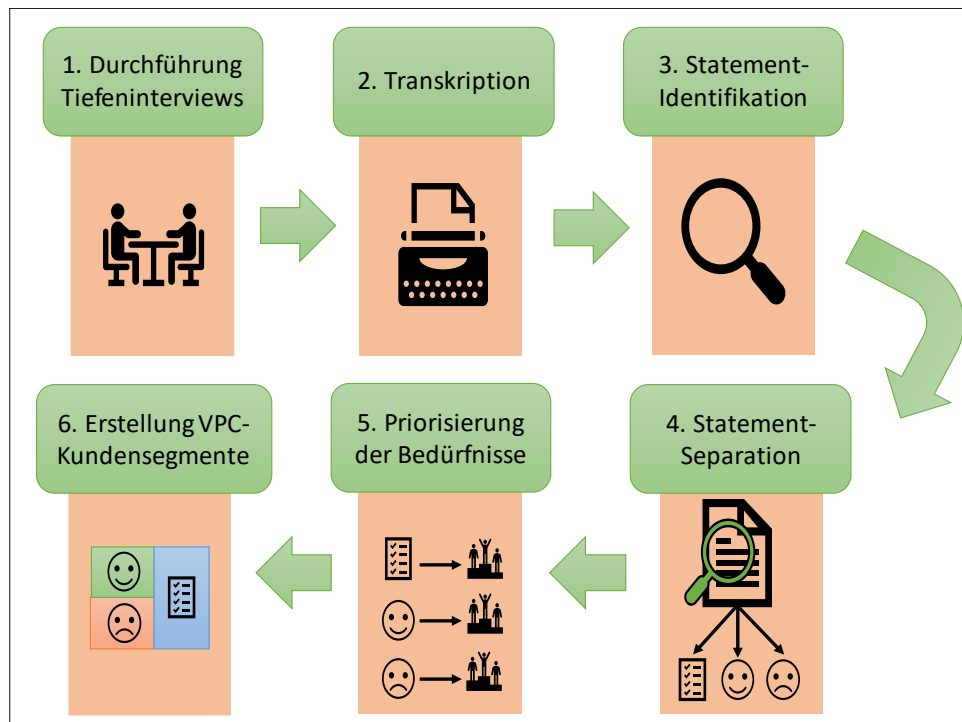 1. Durchführung
Tiefeninterviews
2. Transkription
3. Statement-
Identifikation
4. Statement-
Separation
5. Priorisierung
der Bedürfnisse
6. Erstellung VPC-
Kundensegmente